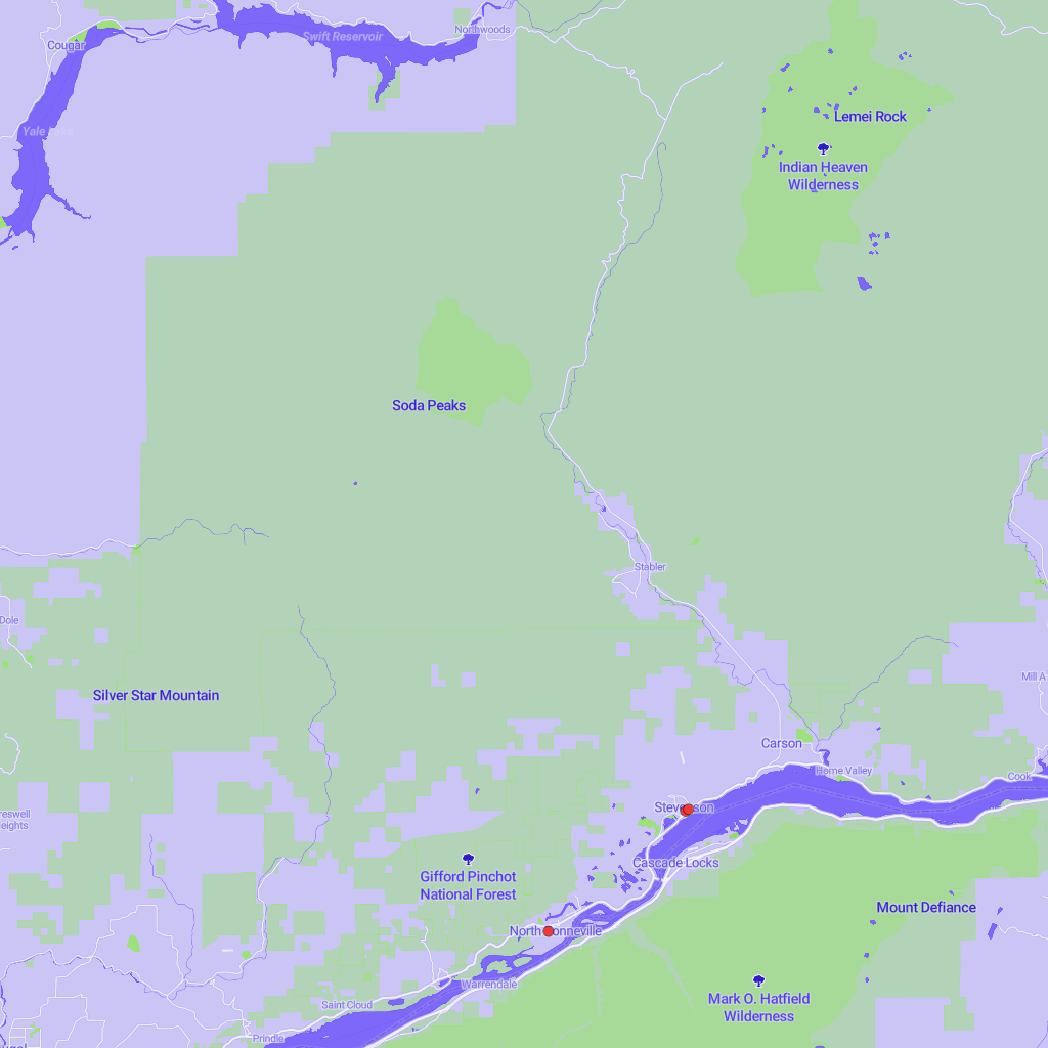 Northwoods
Swift Reservoir
Cougar
Lemei Rock
Yale Lake
Indian Heaven
Wilderness
Soda Peaks
Stabler
Dole
Mill A
Silver Star Mountain
Carson
Home Valley
Cook
Stevenson
reswell
eights
Cascade Locks
Gifford Pinchot
National Forest
Mount Defiance
North Bonneville
Warrendale
Mark O. Hatfield
Wilderness
Saint Cloud
Prindle